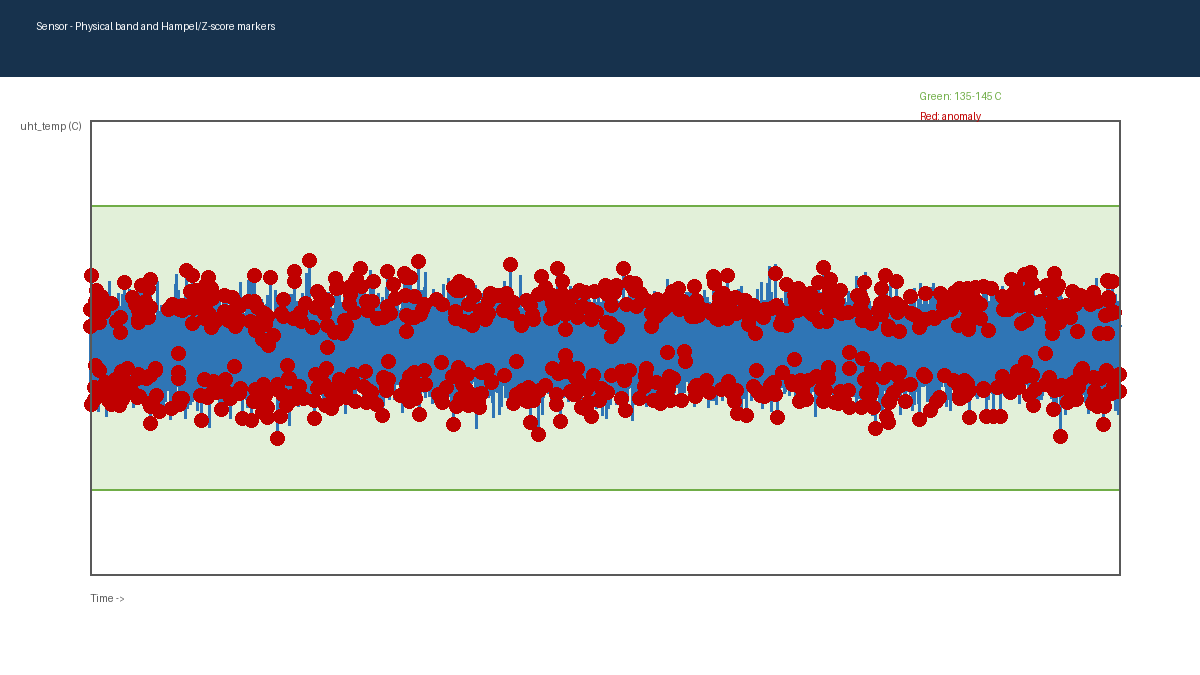 Sensor - Physical band and Hampel/Z-score markers
Green: 135-145 C
Red: anomaly
uht_temp (C)
Time ->